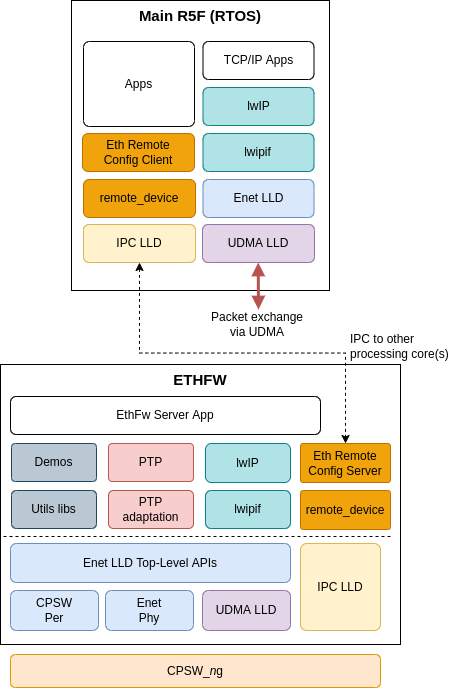 Main R5F (RTOS)
Apps
TCP/IP Apps
lwIP
Eth Remote
Config Client
lwipif
remote_device
Enet LLD
IPC LLD
UDMA LLD
Packet exchange
via UDMA
IPC to other
processing core(s)
ETHFW
EthFw Server App
Demos
PTP
lwIP
Eth Remote
Config Server
Utils libs
PTP
adaptation
lwipif
remote_device
Enet LLD Top-Level APIs
IPC LLD
CPSW
Per
Enet
Phy
UDMA LLD
CPSW_ng